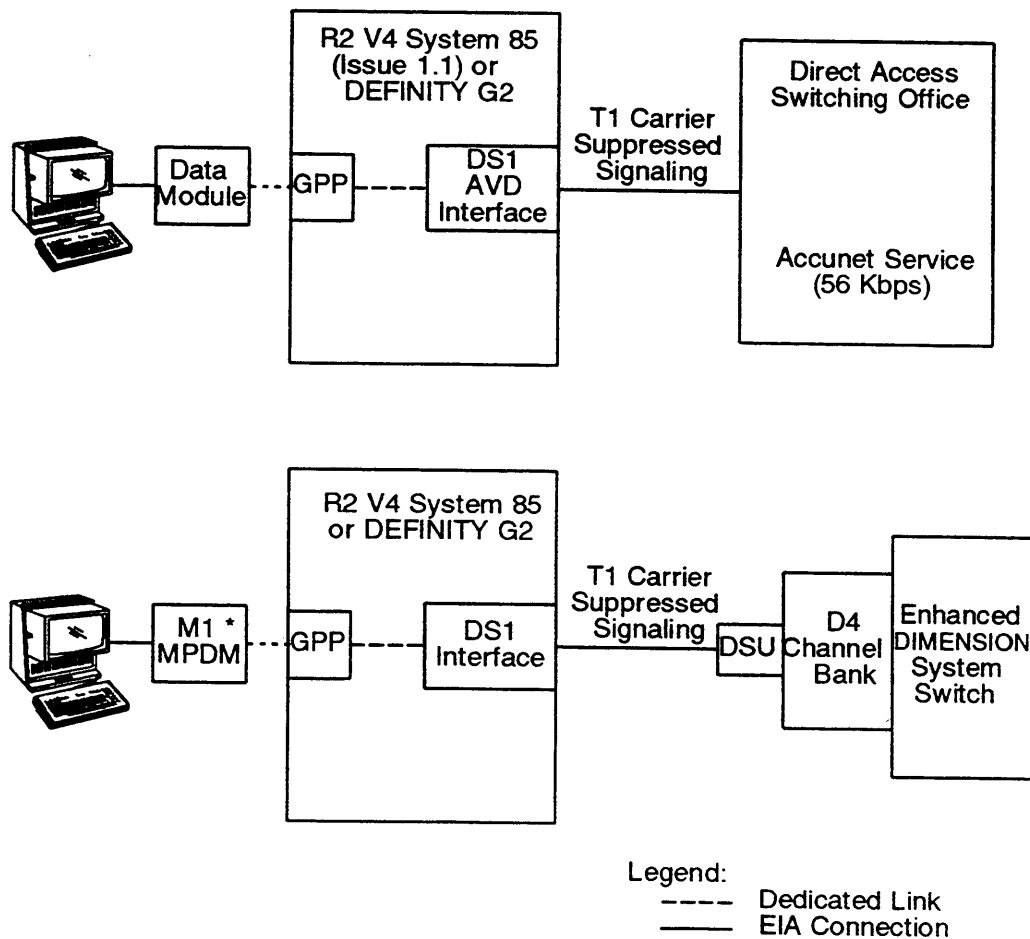 R2 V4 System 85
(Issue 1.1) or
DEFINITY G2
Direct Access
Switching Office
T1 Carrier
Suppressed
Signaling
Data
Module
GPP
DS1
AVD
Interface
Accunet Service
(56 Kbps)
R2 V4 System 85
or DEFINITY G2
T1 Carrier
Suppressed
Signaling
M1 *
MPDM
GPP
DS1
Interface
DSU
D4
Channel
Bank
Enhanced
DIMENSION
System
Switch
Legend:
Dedicated Link
EIA Connection